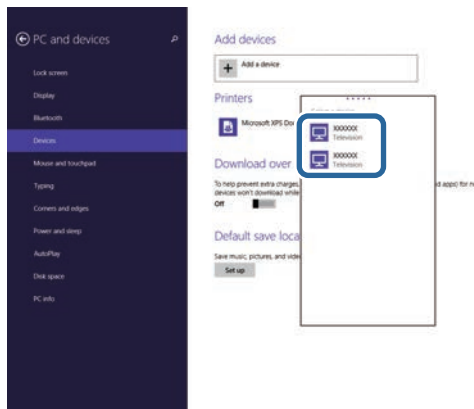 PC and devices
Lock screen
Display
Bluetooth
Devices
Mouse and touchpad
Typing
Corners and edges
Power and sleep
AutoPlay
Disk space
PC info
Add devices
Add a device
Printers
Microsoft XPS Do
XXXXXX
Television
XXXXXX
Television
Download over
To help prevent extra charges,
d apps) for n
devices won't download while
Off
Default save loca
Save music, pictures, and vide
Set up